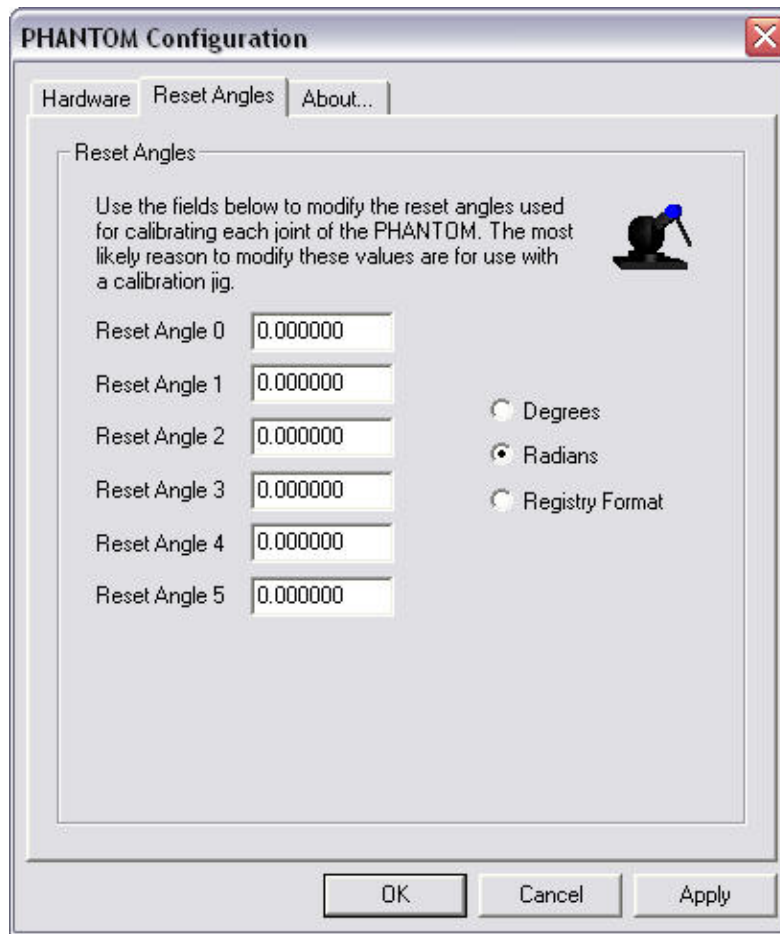 PHANTOM Configuration
Hardware
Reset Angles
About...
Reset Angles
Use the fields below to modify the reset angles used
for calibrating each joint of the PHANTOM. The most
likely reason to modify these values are for use with
a calibration jig.
Reset Angle 0 0.000000
Reset Angle 1 0.000000
Reset Angle 2 0.000000
Reset Angle 3 0.000000
Reset Angle 4 0.000000
Reset Angle 5 0.000000
Degrees
Radians
Registry Format
OK
Cancel
Apply